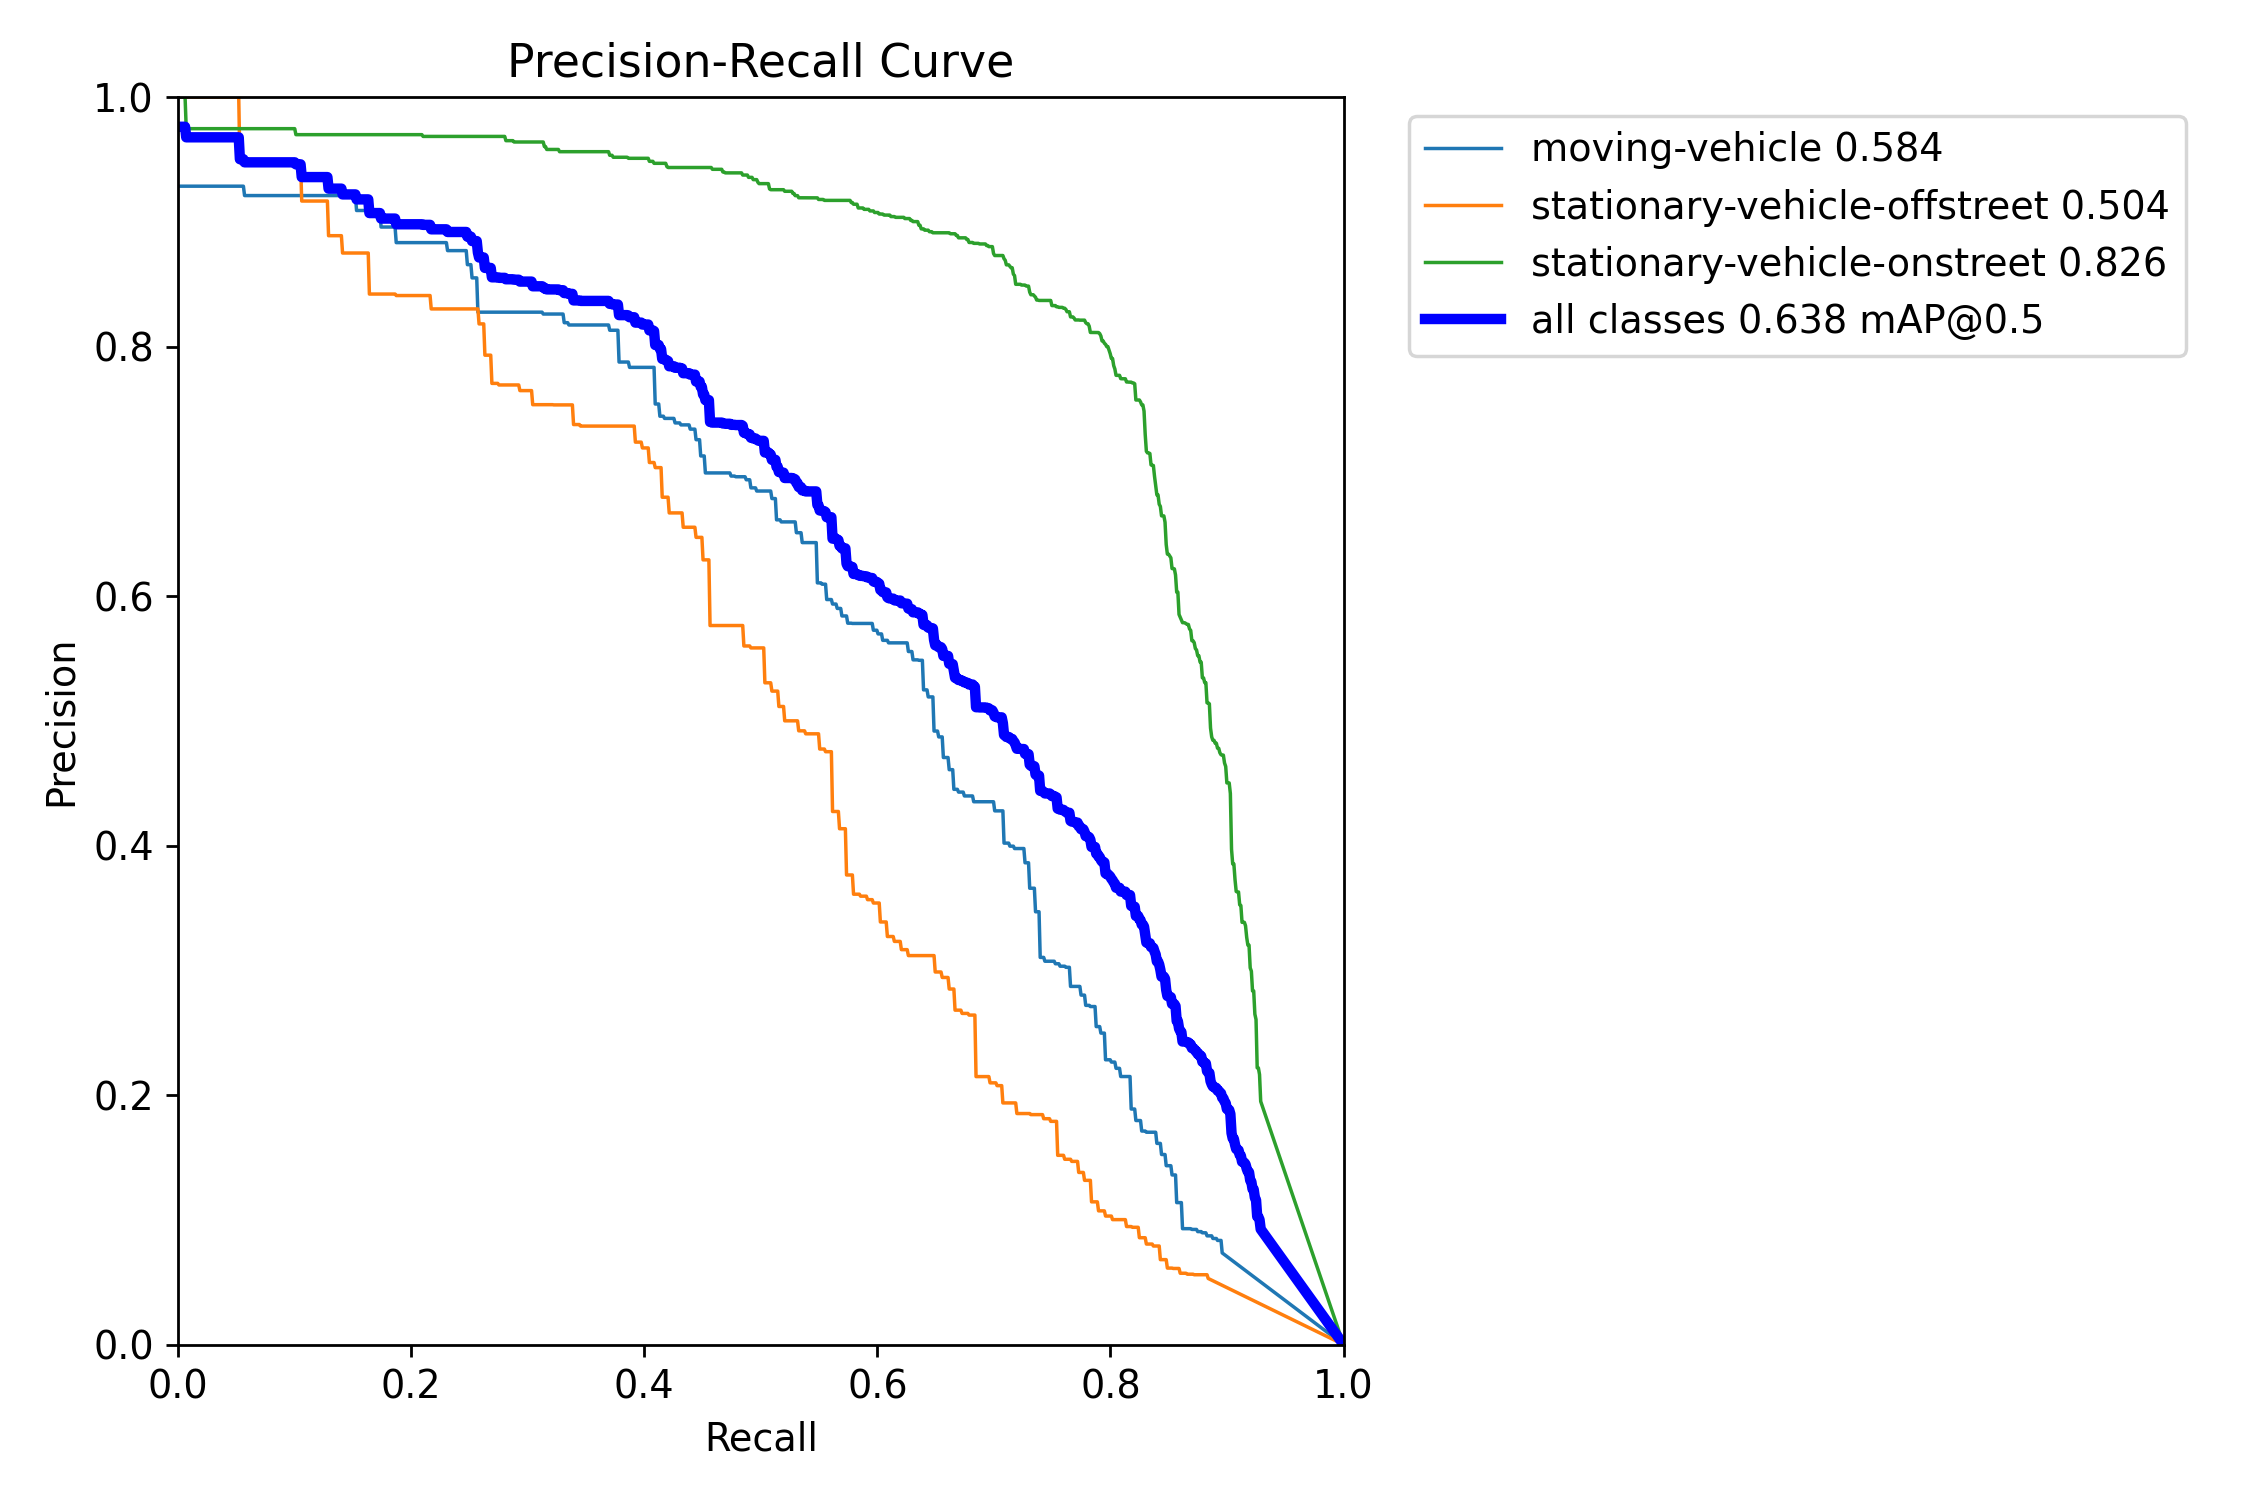 Precision-Recall Curve
1.0
0.8
0.6
0.4
0.2
0.0
Precision
0.0 0.2 0.4 0.6 0.8 1.0
Recall
moving-vehicle 0.584
stationary-vehicle-offstreet 0.504
stationary-vehicle-onstreet 0.826
all classes 0.638 mAP@0.5